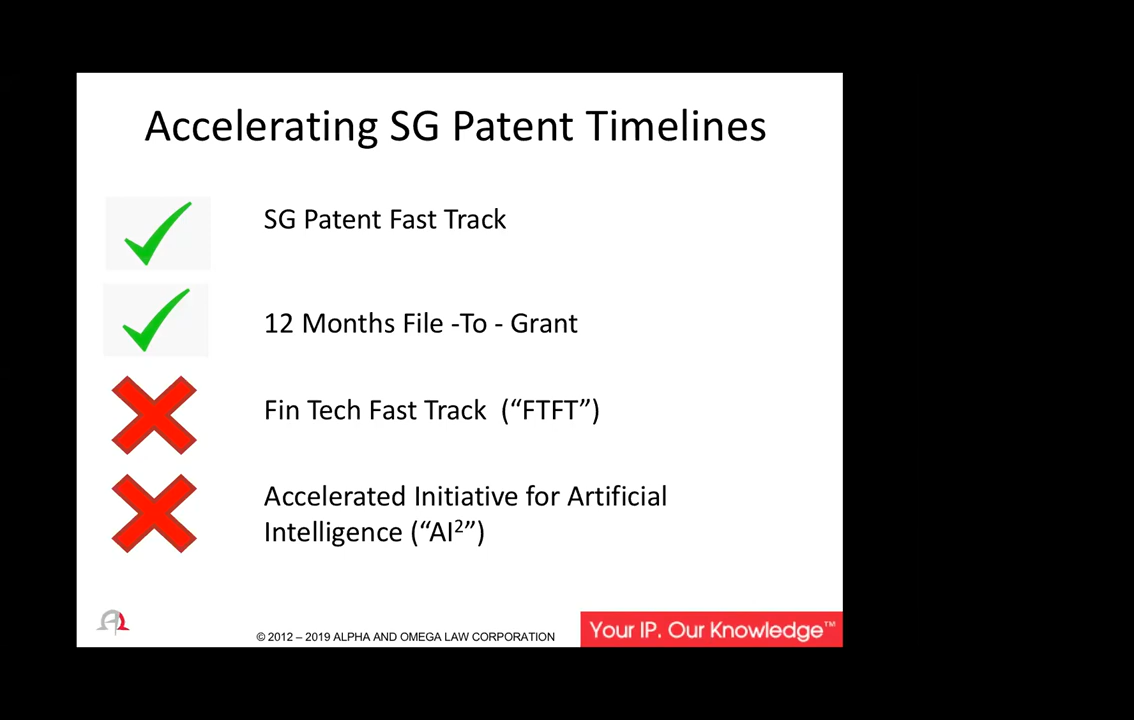 Accelerating SG Patent Timelines
SG Patent Fast Track
12 Months File -To - Grant
Fin Tech Fast Track (“FTFT”)
Accelerated Initiative for Artificial
Intelligence (“AI²”)
© 2012 – 2019 ALPHA AND OMEGA LAW CORPORATION
Your IP. Our Knowledge™